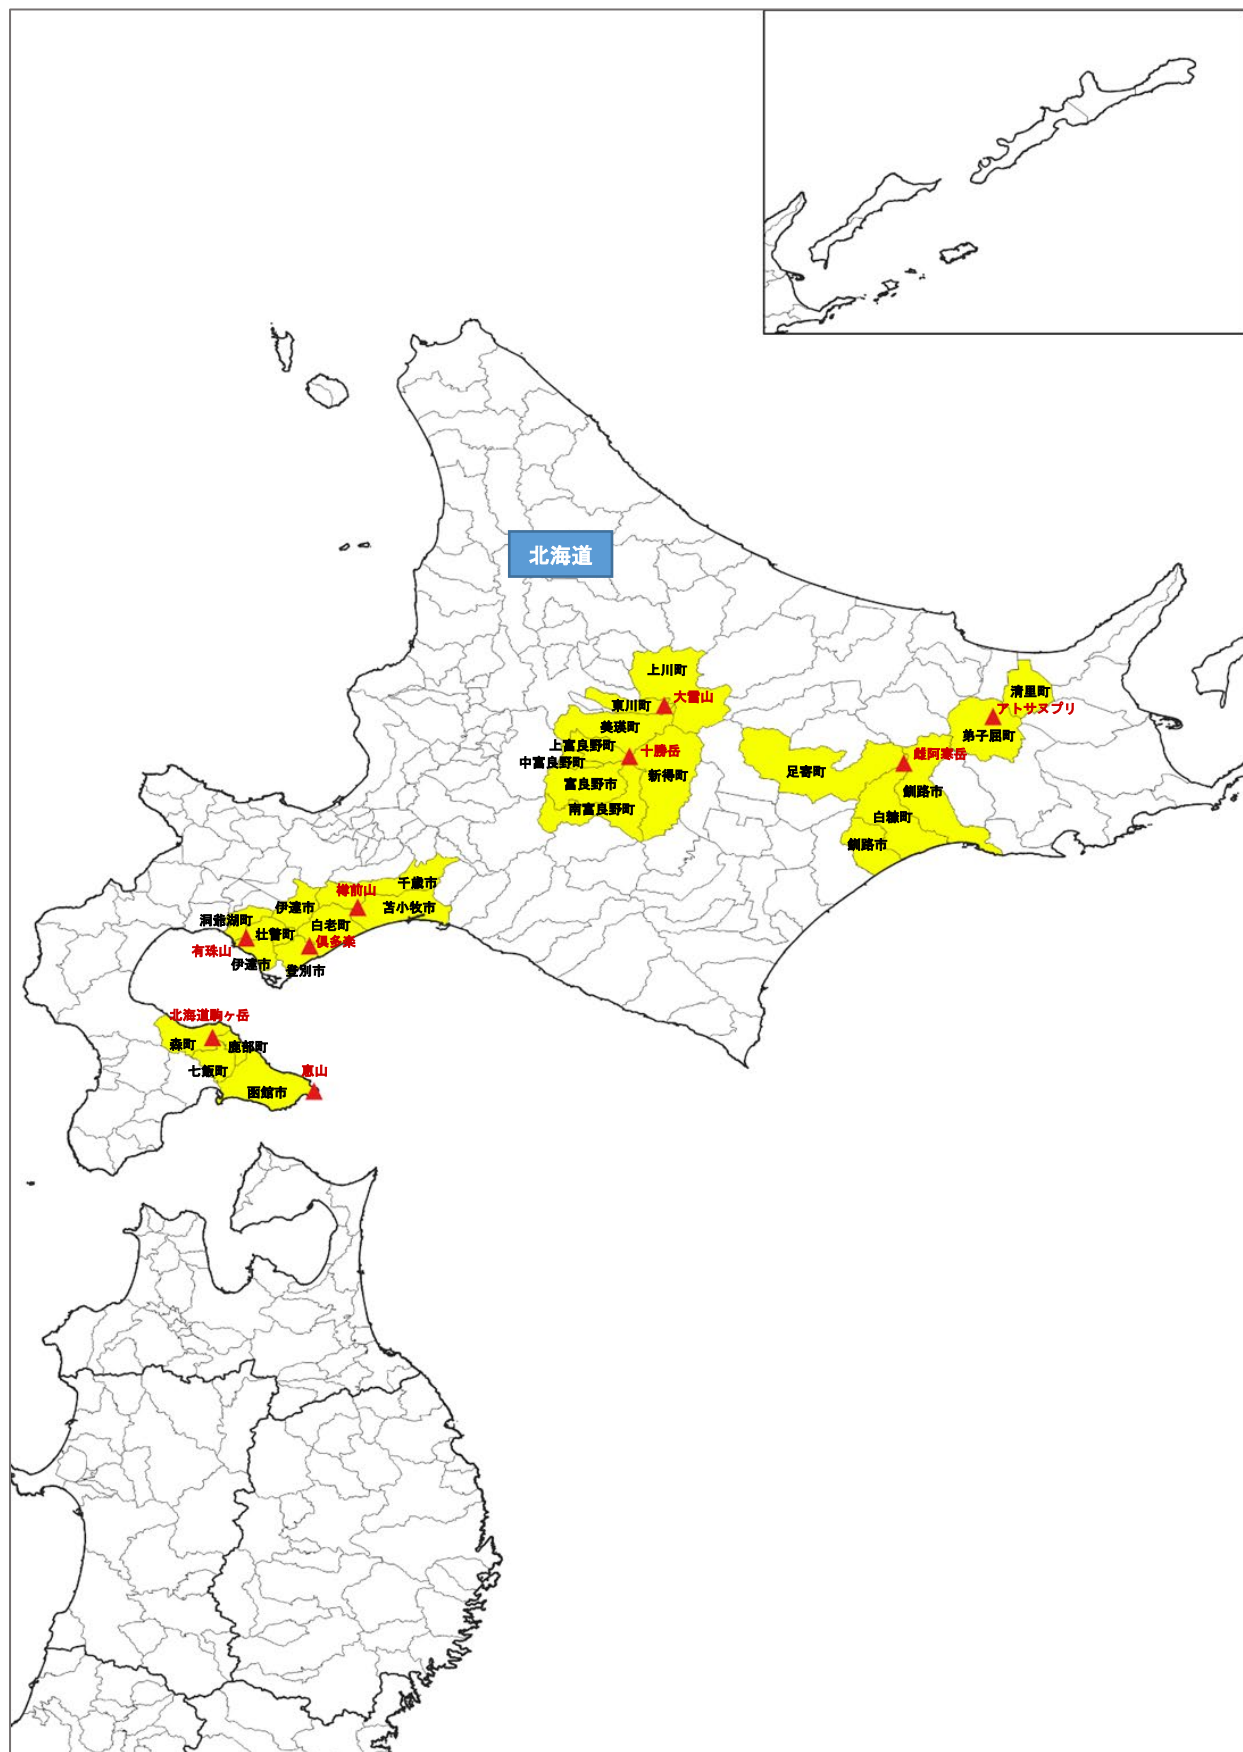 北海道
上川町
大雪山
東川町
美瑛町
上富良野町
十勝岳
中富良野町
新得町
富良野市
南富良野町
清里町
アトサヌプリ
弟子屈町
雌阿寒岳
足寄町
釧路市
白糠町
釧路市
千歳市
樽前山
伊達市
苫小牧市
洞爺湖町
白老町
壮瞥町
倶多楽
有珠山
伊達市
登別市
北海道駒ヶ岳
森町
鹿部町
七飯町
恵山
函館市